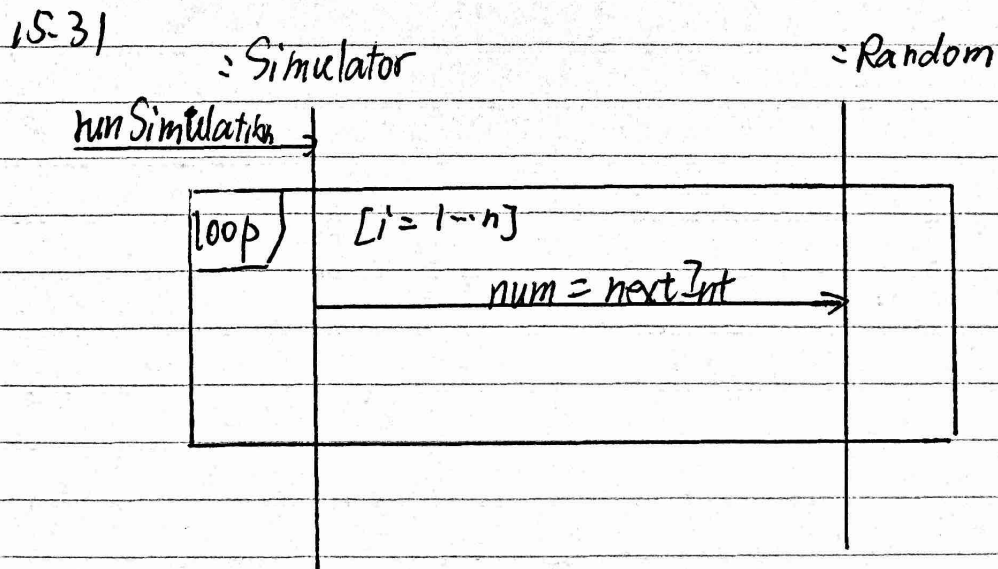 15-31
: Simulator
: Random
runSimulation
loop
[i = 1...n]
num = nextInt